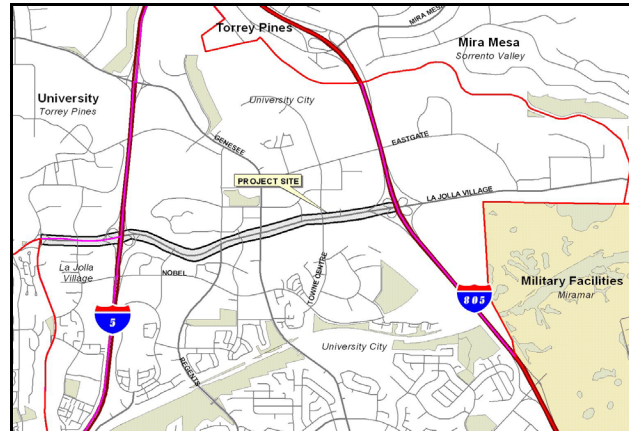 MIRA MESA
Torrey Pines
Mira Mesa
Sorrento Valley
University
Torrey Pines
University City
GENESEE
EASTGATE
PROJECT SITE
LA JOLLA VILLAGE
La Jolla
Village
NOBEL
TOWNE CENTRE
Military Facilities
Miramar
805
5
University City
REGENTS